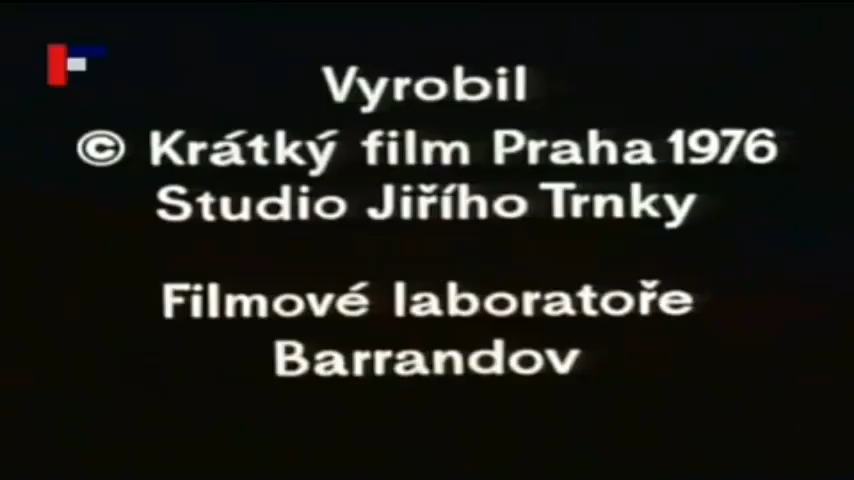 Vyrobil
© Krátký film Praha 1976
Studio Jiřího Trnky
Filmové laboratoře
Barrandov